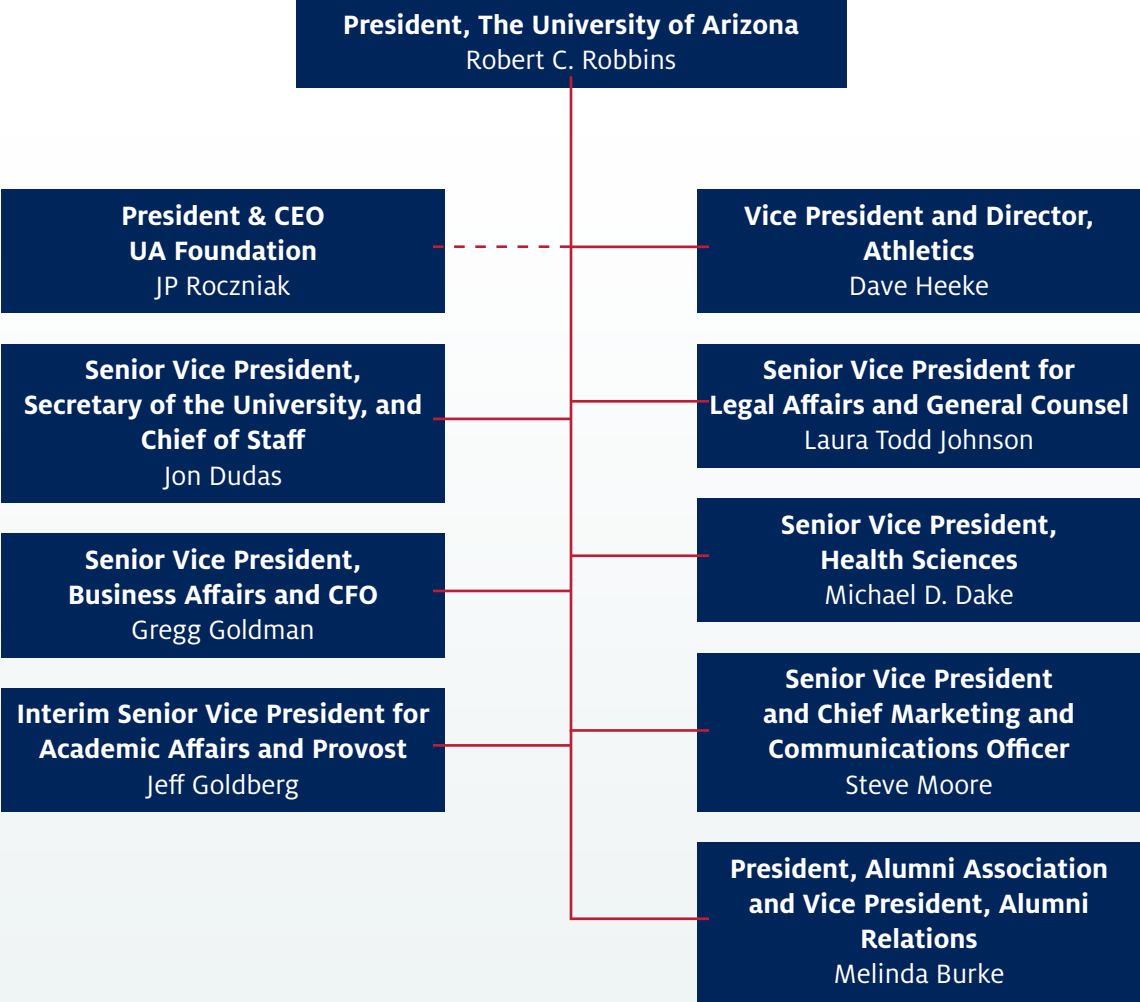 President, The University of Arizona
Robert C. Robbins
President & CEO
UA Foundation
JP Roczniak
Senior Vice President,
Secretary of the University, and
Chief of Staff
Jon Dudas
Senior Vice President,
Business Affairs and CFO
Gregg Goldman
Interim Senior Vice President for
Academic Affairs and Provost
Jeff Goldberg
Vice President and Director,
Athletics
Dave Heeke
Senior Vice President for
Legal Affairs and General Counsel
Laura Todd Johnson
Senior Vice President,
Health Sciences
Michael D. Dake
Senior Vice President
and Chief Marketing and
Communications Officer
Steve Moore
President, Alumni Association
and Vice President, Alumni
Relations
Melinda Burke